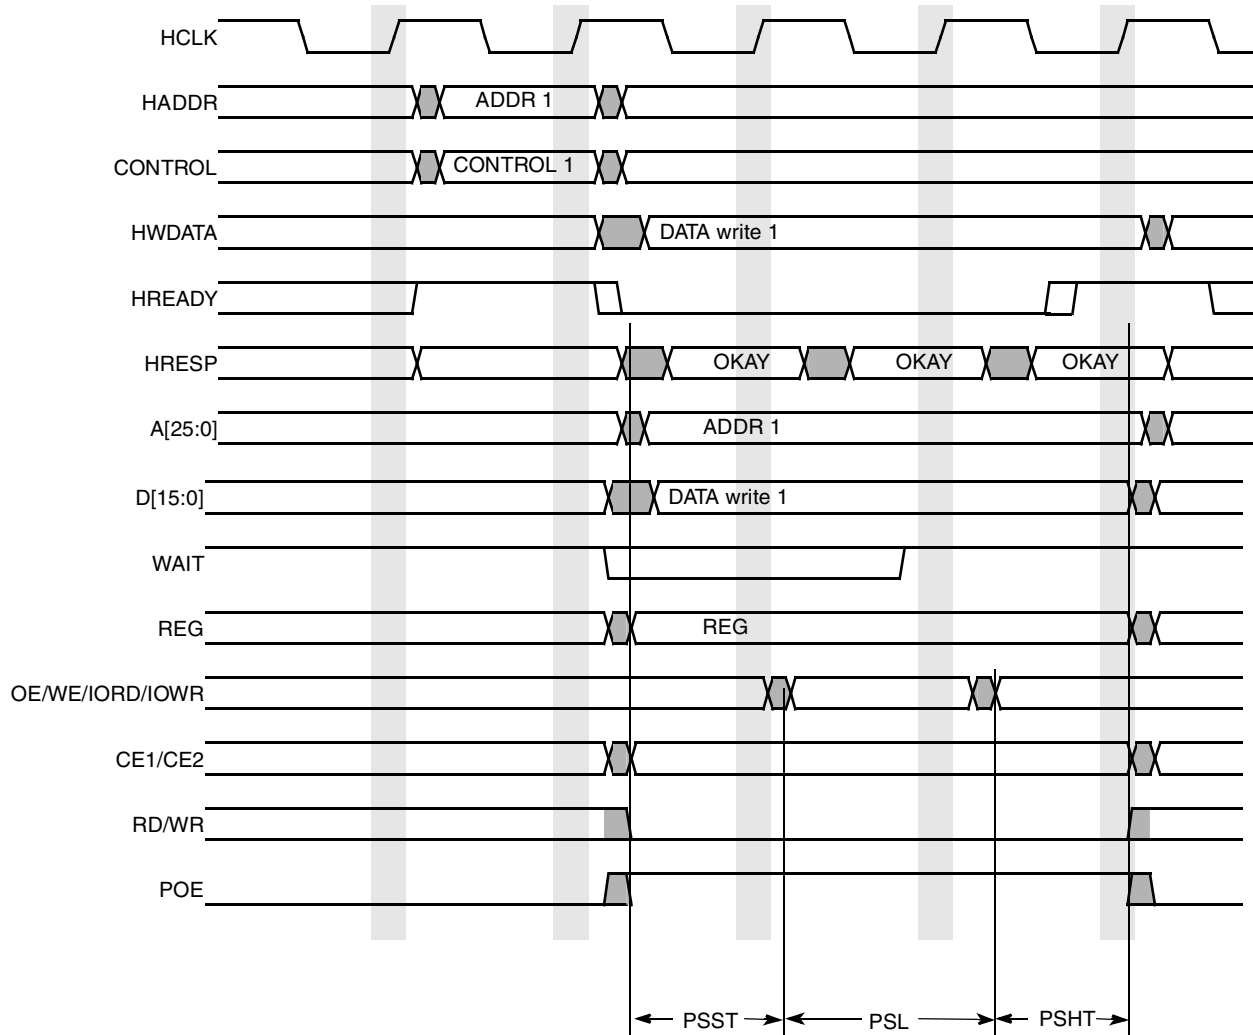 HCLK
HADDR
ADDR 1
CONTROL
CONTROL 1
HWDATA
DATA write 1
HREADY
HRESP
OKAY
OKAY
OKAY
A[25:0]
ADDR 1
D[15:0]
DATA write 1
WAIT
REG
REG
OE/WE/IORD/IOWR
CE1/CE2
RD/WR
POE
PSST
PSL
PSHT